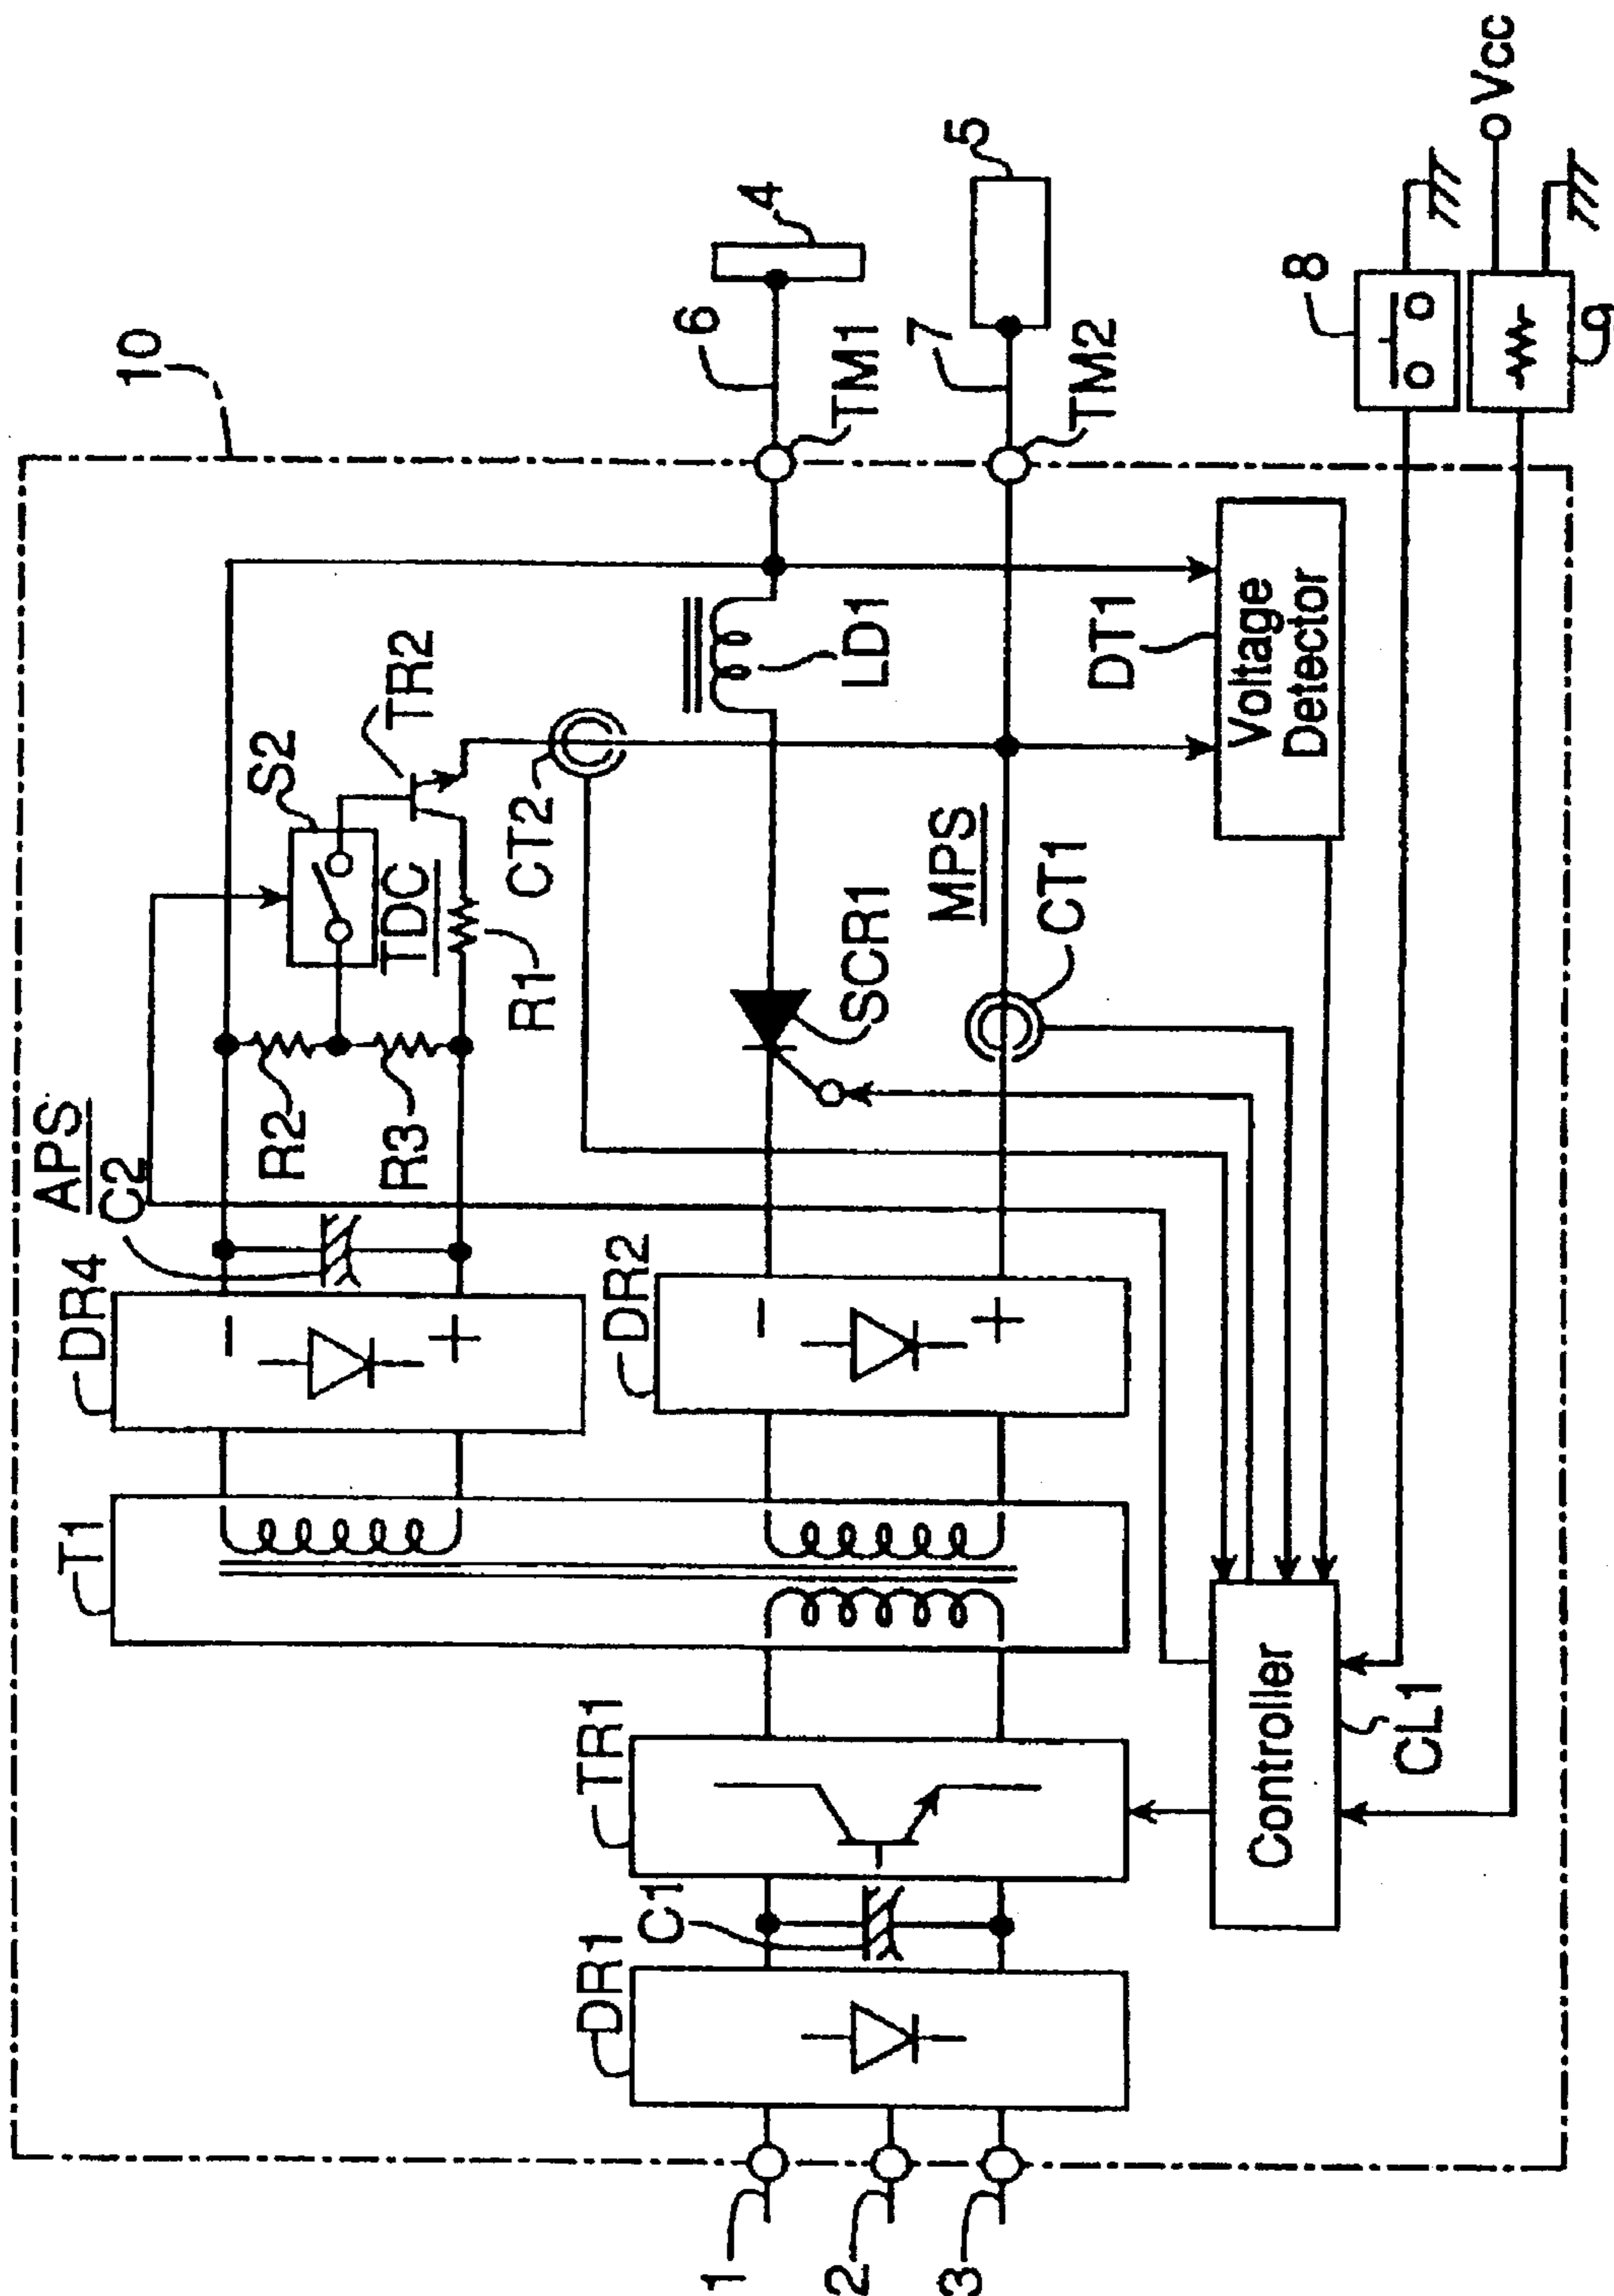 10
APS
C2
DR4
T1
R2
R3
S2
TDC
TR2
R1
CT2
DR2
SCR1
LD1
MPS
CT1
6
4
TM1
7
5
TM2
DT1
Voltage
Detector
DR1
C1
TR1
Controller
CL1
8
9
Vcc
1
2
3
−
+
−
+